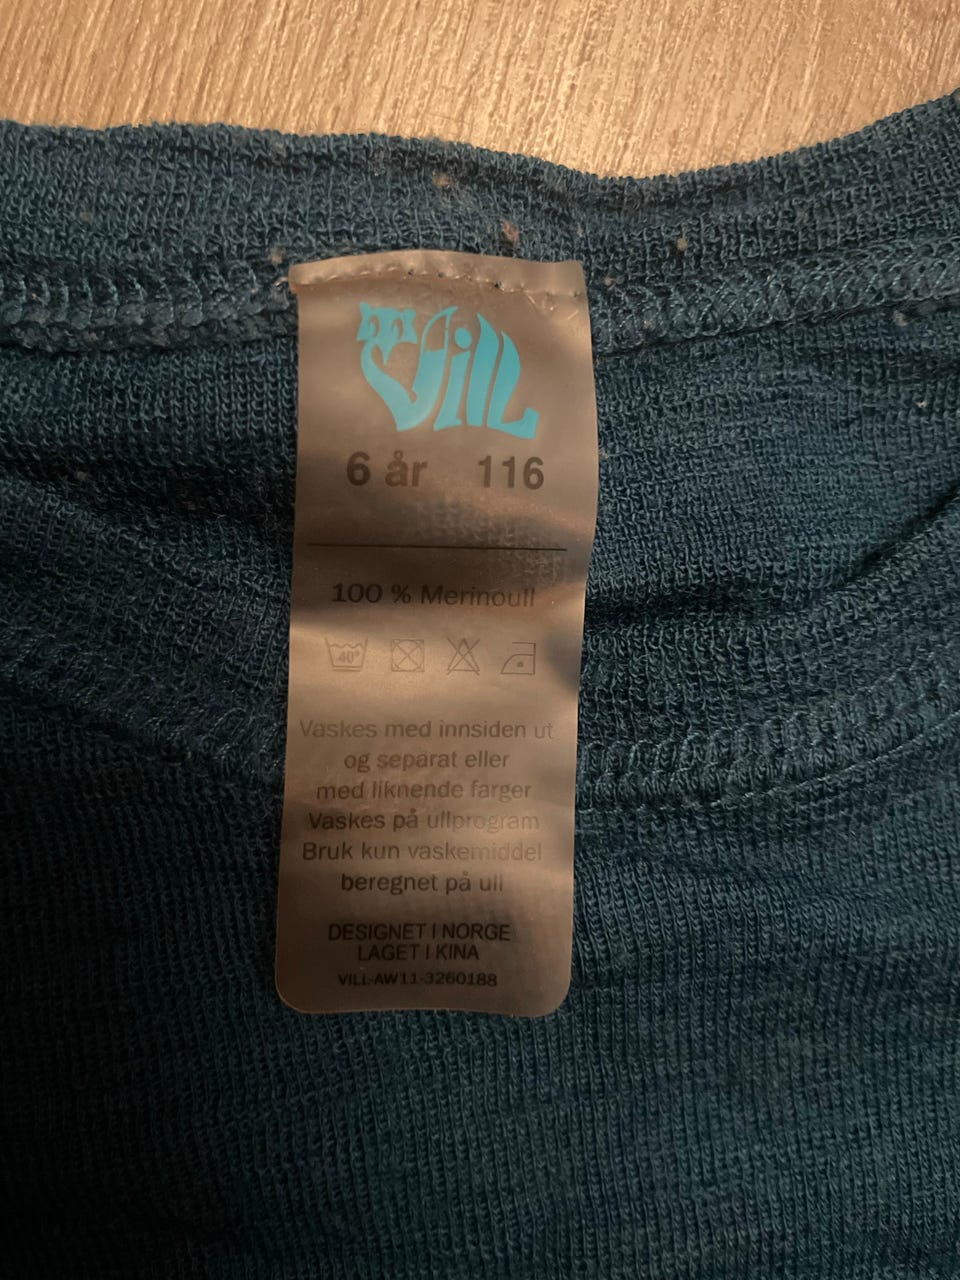 Vill
6 år 116
100 % Merinoull
40°
Vaskes med innsiden ut
og separat eller
med liknende farger
Vaskes på ullprogram
Bruk kun vaskemiddel
beregnet på ull
DESIGNET I NORGE
LAGET I KINA
VILL-AW11-3260188